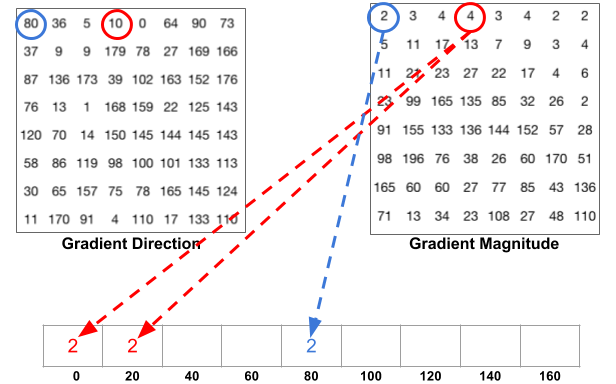 80 36 5 10 0 64 90 73
37 9 9 179 78 27 169 166
87 136 173 39 102 163 152 176
76 13 1 168 159 22 125 143
120 70 14 150 145 144 145 143
58 86 119 98 100 101 133 113
30 65 157 75 78 165 145 124
11 170 91 4 110 17 133 110
Gradient Direction
2 3 4 4 3 4 2 2
5 11 17 13 7 9 3 4
11 21 23 27 22 17 4 6
23 99 165 135 85 32 26 2
91 155 133 136 144 152 57 28
98 196 76 38 26 60 170 51
165 60 60 27 77 85 43 136
71 13 34 23 108 27 48 110
Gradient Magnitude
2 2 2
0 20 40 60 80 100 120 140 160